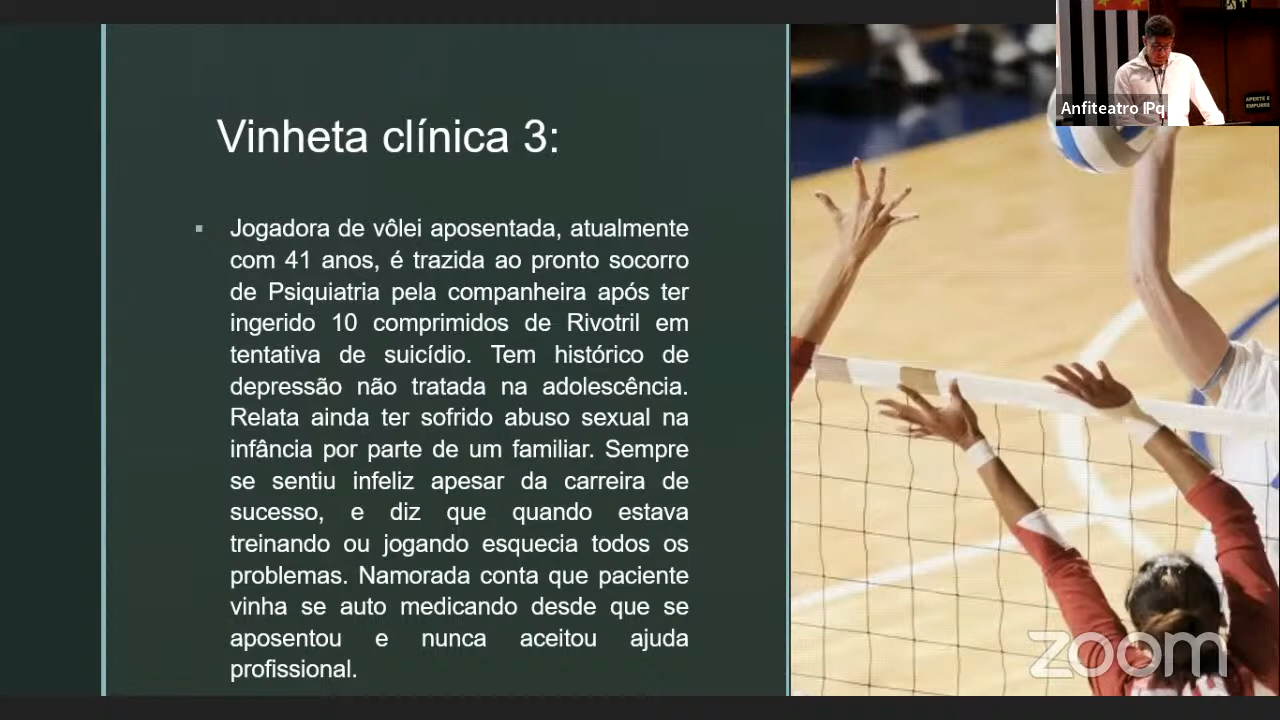 Vinheta clínica 3:
Jogadora de vôlei aposentada, atualmente
com 41 anos, é trazida ao pronto socorro
de Psiquiatria pela companheira após ter
ingerido 10 comprimidos de Rivotril em
tentativa de suicídio. Tem histórico de
depressão não tratada na adolescência.
Relata ainda ter sofrido abuso sexual na
infância por parte de um familiar. Sempre
se sentiu infeliz apesar da carreira de
sucesso, e diz que quando estava
treinando ou jogando esquecia todos os
problemas. Namorada conta que paciente
vinha se auto medicando desde que se
aposentou e nunca aceitou ajuda
profissional.
Anfiteatro IPq
APERTE E
EMPURRE
zoom